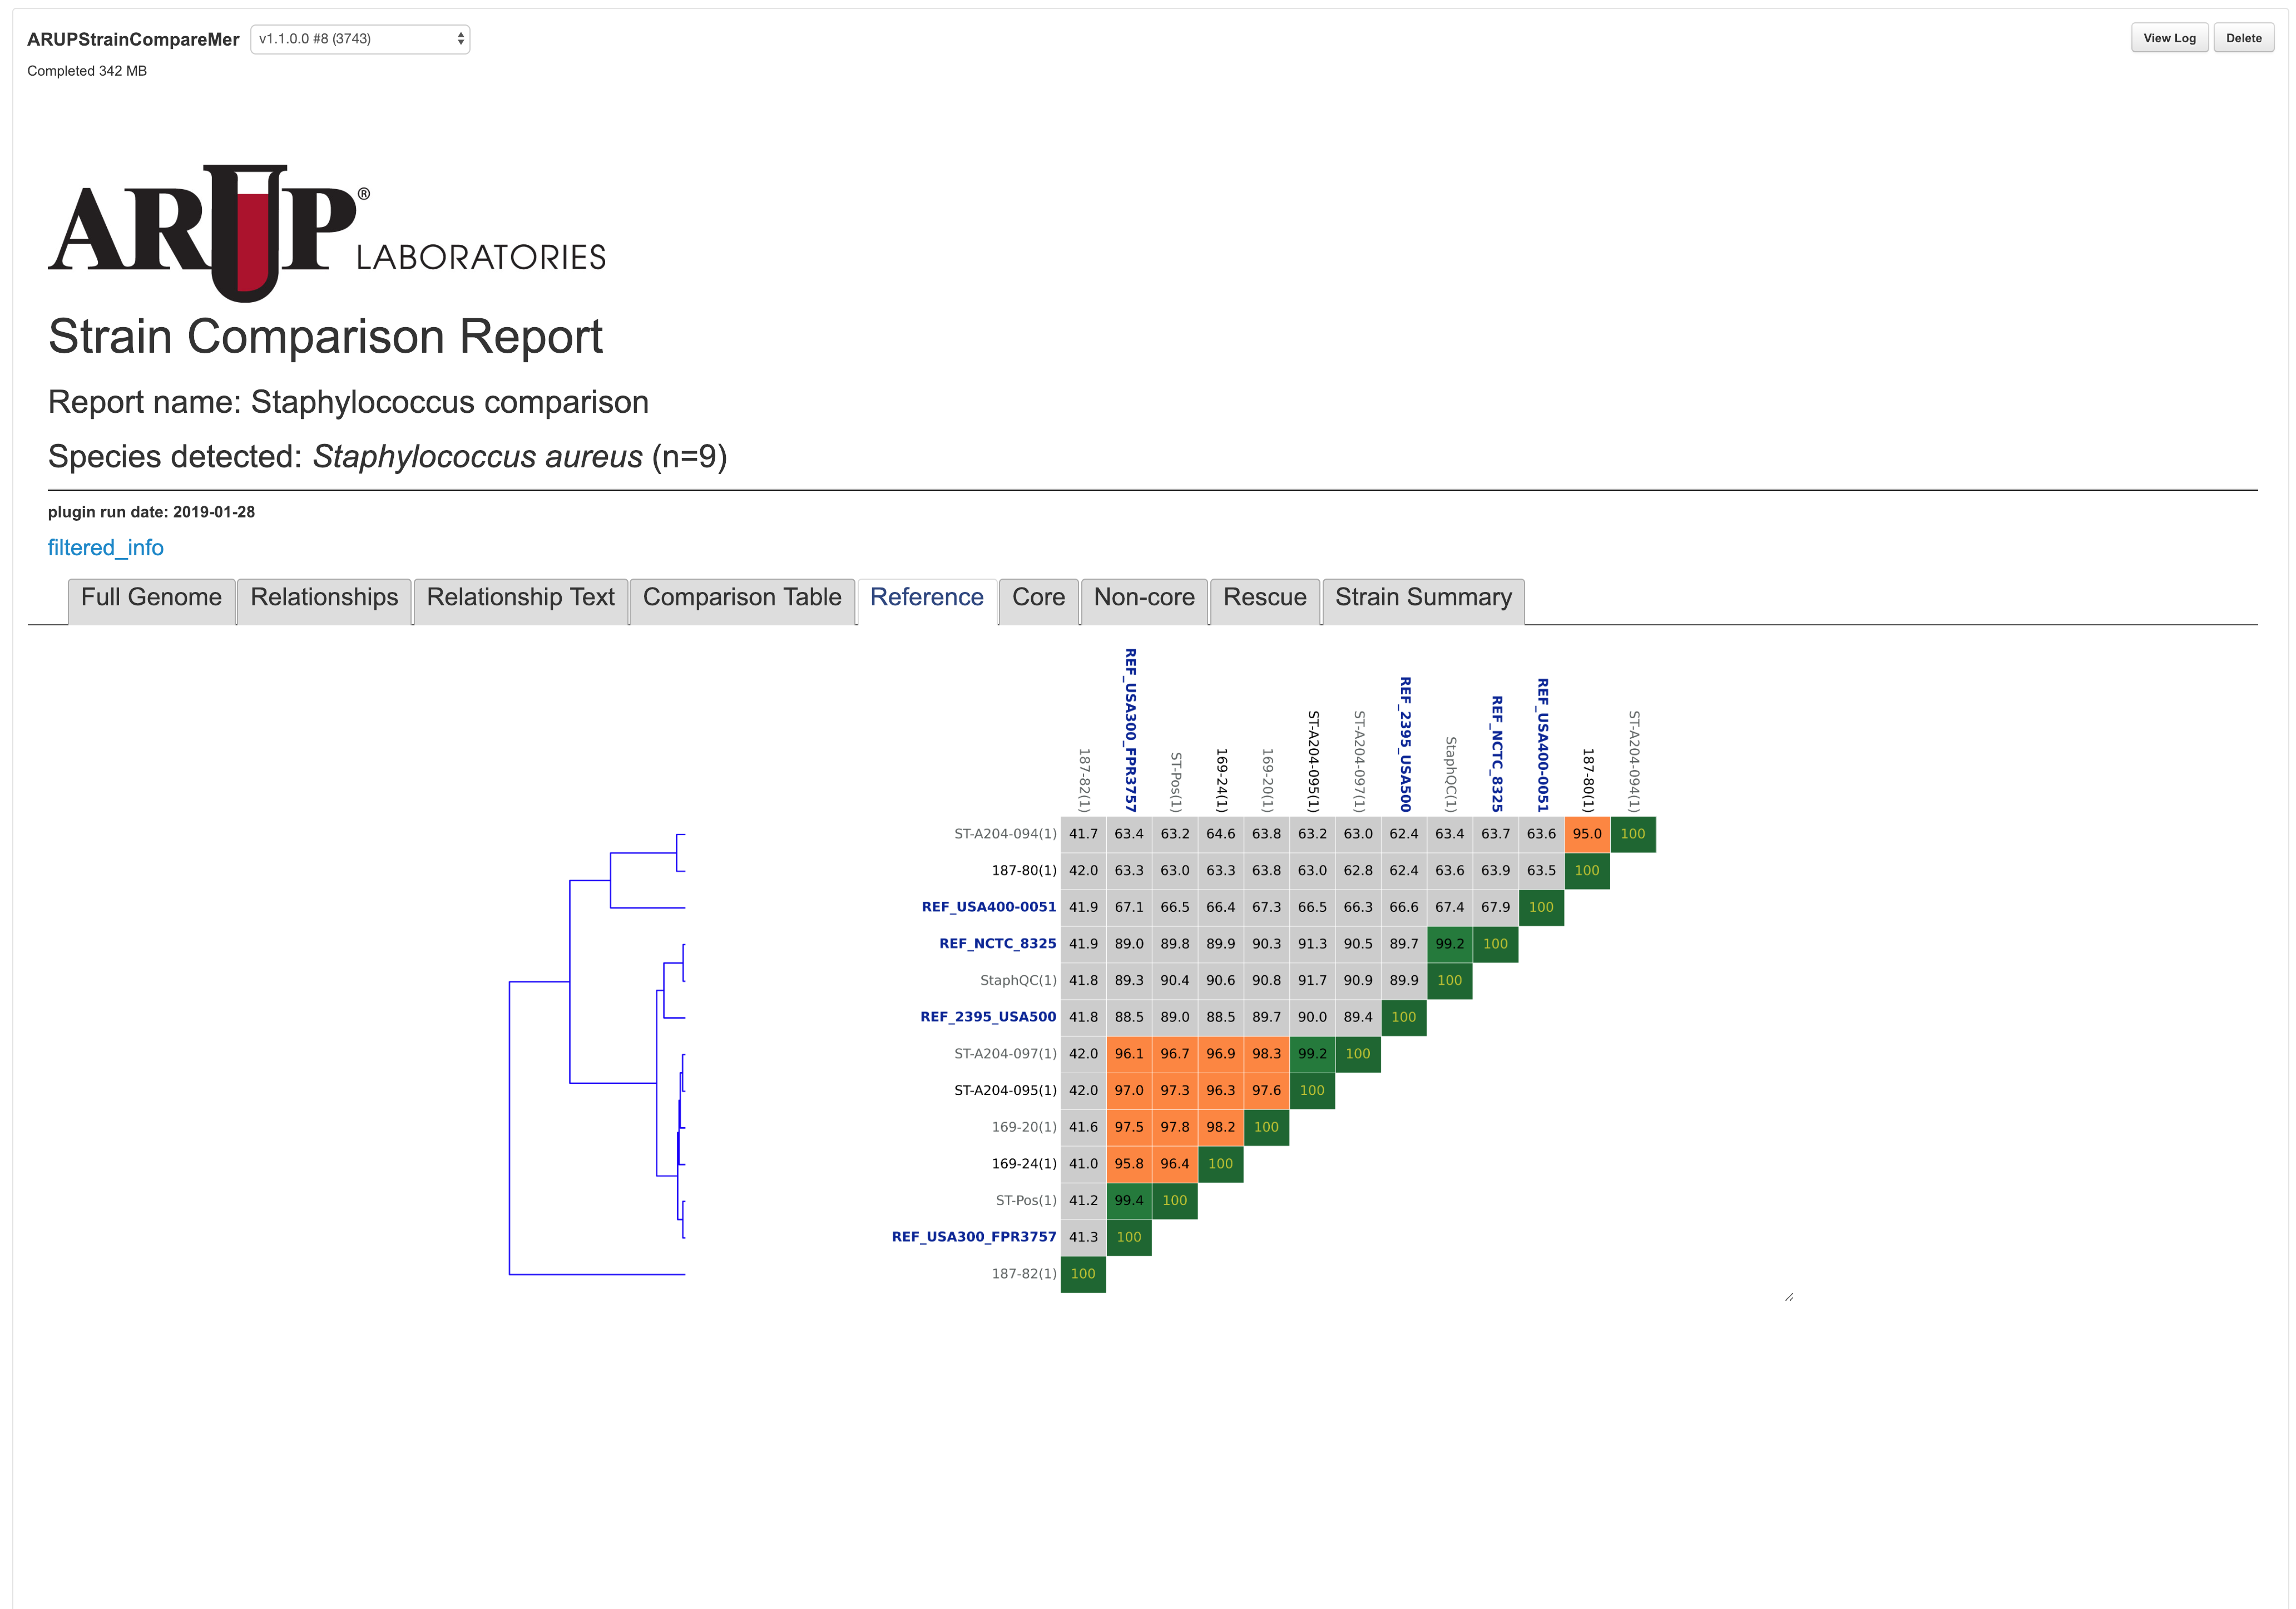 ARUPStrainCompareMer v1.1.0.0 #8 (3743) View Log Delete
Completed 342 MB
ARUP® LABORATORIES
Strain Comparison Report
Report name: Staphylococcus comparison
Species detected: Staphylococcus aureus (n=9)
plugin run date: 2019-01-28
filtered_info
Full Genome Relationships Relationship Text Comparison Table Reference Core Non-core Rescue Strain Summary
187-82(1) REF_USA300_FPR3757 ST-Pos(1) 169-24(1) 169-20(1) ST-A204-095(1) ST-A204-097(1) REF_2395_USA500 StaphQC(1) REF_NCTC_8325 REF_USA400-0051 187-80(1) ST-A204-094(1)
ST-A204-094(1) 41.7 63.4 63.2 64.6 63.8 63.2 63.0 62.4 63.4 63.7 63.6 95.0 100
187-80(1) 42.0 63.3 63.0 63.3 63.8 63.0 62.8 62.4 63.6 63.9 63.5 100
REF_USA400-0051 41.9 67.1 66.5 66.4 67.3 66.5 66.3 66.6 67.4 67.9 100
REF_NCTC_8325 41.9 89.0 89.8 89.9 90.3 91.3 90.5 89.7 99.2 100
StaphQC(1) 41.8 89.3 90.4 90.6 90.8 91.7 90.9 89.9 100
REF_2395_USA500 41.8 88.5 89.0 88.5 89.7 90.0 89.4 100
ST-A204-097(1) 42.0 96.1 96.7 96.9 98.3 99.2 100
ST-A204-095(1) 42.0 97.0 97.3 96.3 97.6 100
169-20(1) 41.6 97.5 97.8 98.2 100
169-24(1) 41.0 95.8 96.4 100
ST-Pos(1) 41.2 99.4 100
REF_USA300_FPR3757 41.3 100
187-82(1) 100